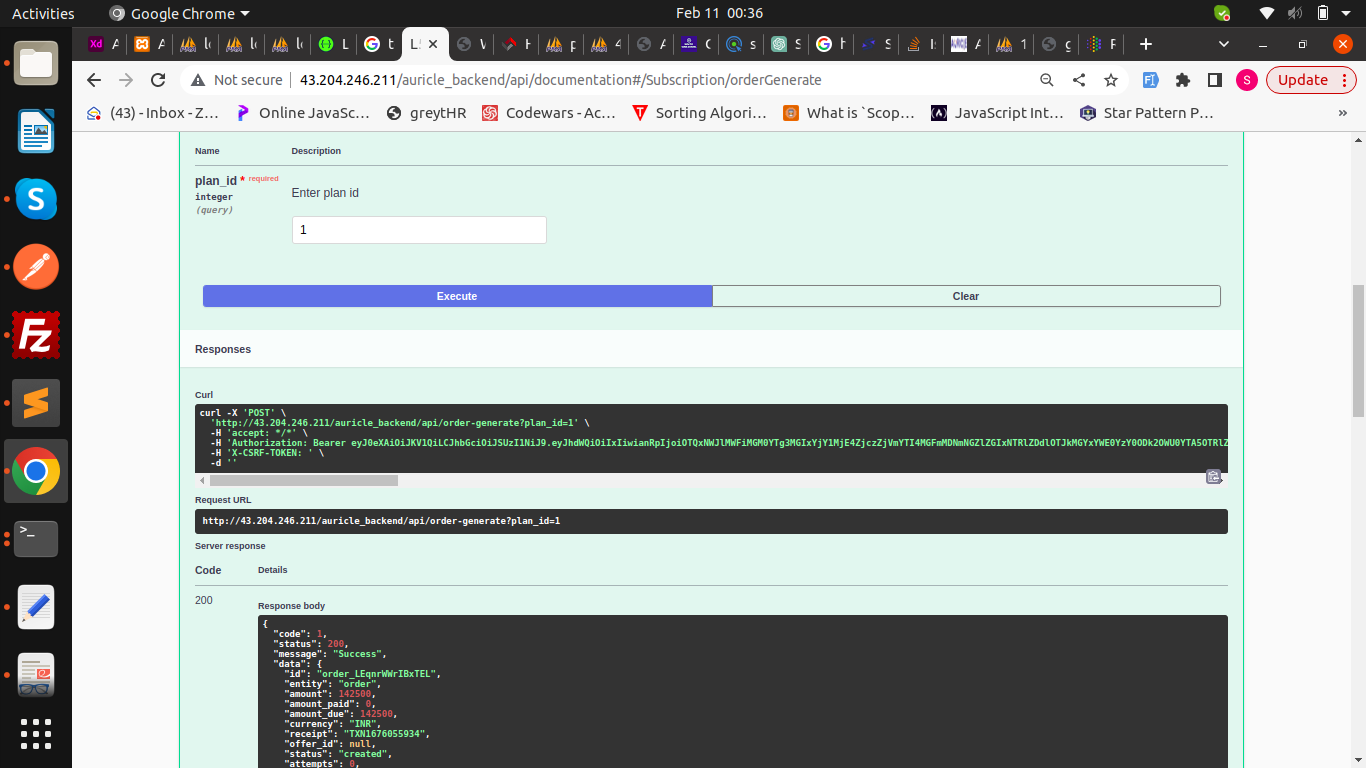 Activities
Google Chrome
Feb 11 00:36
Not secure
43.204.246.211/auricle_backend/api/documentation#/Subscription/orderGenerate
Update
(43) - Inbox - Z…
Online JavaSc…
greytHR
Codewars - Ac…
Sorting Algori…
What is `Scop…
JavaScript Int…
Star Pattern P…
»
Name
Description
plan_id * required
integer
(query)
Enter plan id
1
Execute
Clear
Responses
Curl
curl -X 'POST' \
'http://43.204.246.211/auricle_backend/api/order-generate?plan_id=1' \
-H 'accept: */*' \
-H 'Authorization: Bearer
-H 'X-CSRF-TOKEN: ' \
-d ''
Request URL
http://43.204.246.211/auricle_backend/api/order-generate?plan_id=1
Server response
Code
Details
200
Response body
{
"code": 1,
"status": 200,
"message": "Success",
"data": {
"id": "order_LEqnrWWrIBxTEL",
"entity": "order",
"amount": 142500,
"amount_paid": 0,
"amount_due": 142500,
"currency": "INR",
"receipt": "TXN1676055934",
"offer_id": null,
"status": "created",
"attempts": 0,